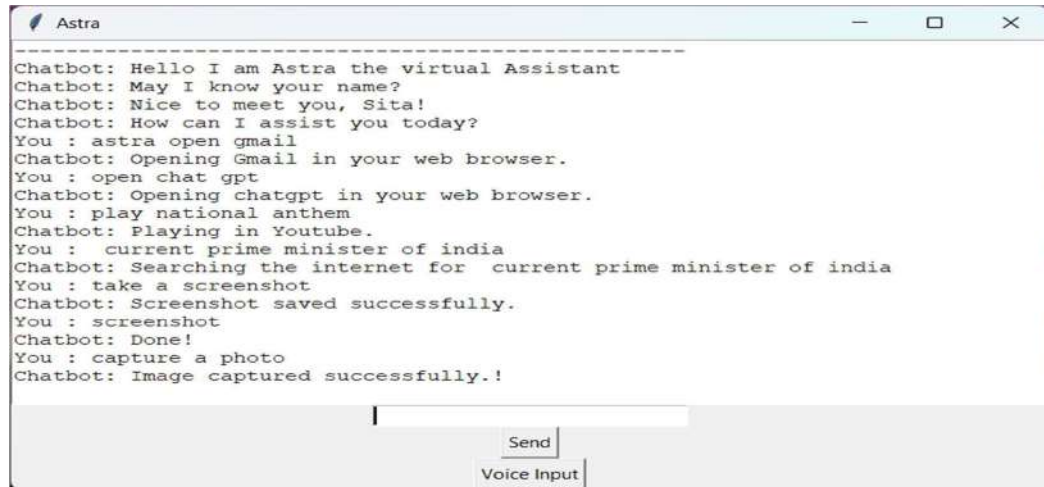 Astra
-----------------------------------------------------
Chatbot: Hello I am Astra the virtual Assistant
Chatbot: May I know your name?
Chatbot: Nice to meet you, Sita!
Chatbot: How can I assist you today?
You : astra open gmail
Chatbot: Opening Gmail in your web browser.
You : open chat gpt
Chatbot: Opening chatgpt in your web browser.
You : play national anthem
Chatbot: Playing in Youtube.
You :  current prime minister of india
Chatbot: Searching the internet for  current prime minister of india
You : take a screenshot
Chatbot: Screenshot saved successfully.
You : screenshot
Chatbot: Done!
You : capture a photo
Chatbot: Image captured successfully.!
Send
Voice Input